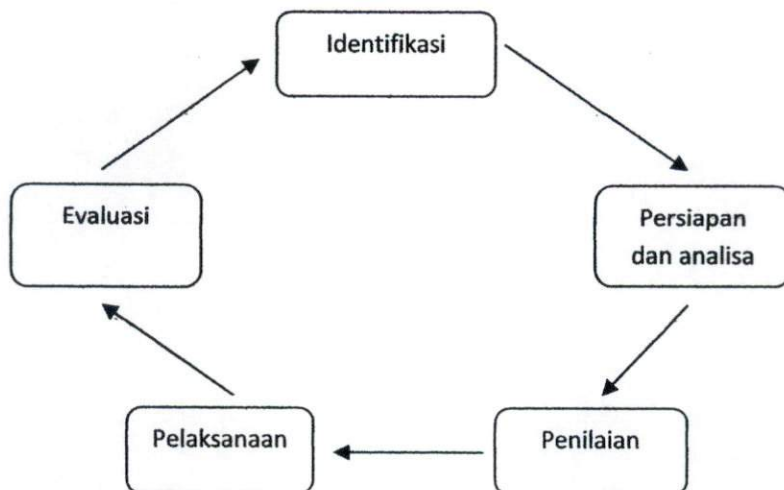 Identifikasi
Persiapan
dan analisa
Penilaian
Pelaksanaan
Evaluasi